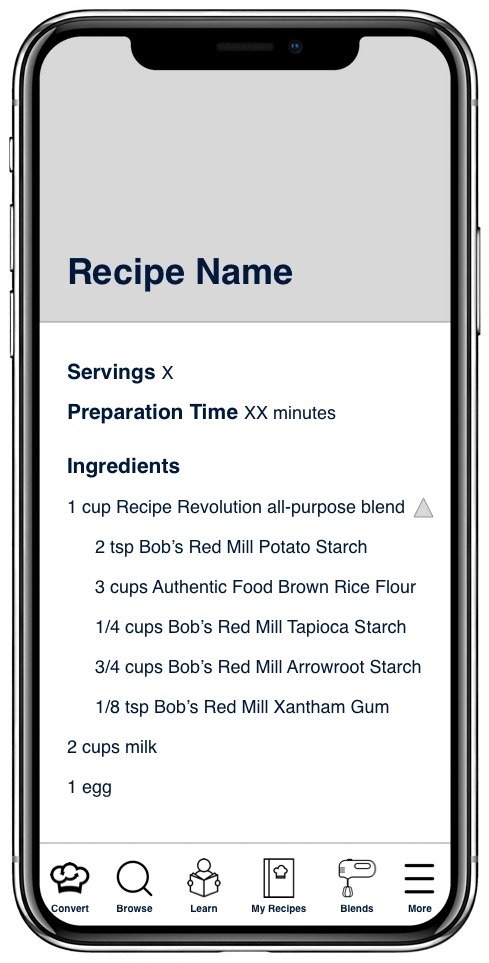 Recipe Name
Servings X
Preparation Time XX minutes
Ingredients
1 cup Recipe Revolution all-purpose blend
2 tsp Bob’s Red Mill Potato Starch
3 cups Authentic Food Brown Rice Flour
1/4 cups Bob’s Red Mill Tapioca Starch
3/4 cups Bob’s Red Mill Arrowroot Starch
1/8 tsp Bob’s Red Mill Xantham Gum
2 cups milk
1 egg
Convert Browse Learn My Recipes Blends More